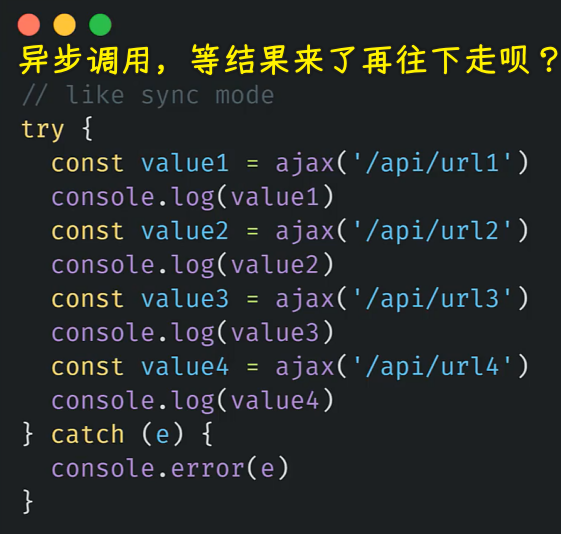 异步调用，等结果来了再往下走呗？
// like sync mode
try {
  const value1 = ajax('/api/url1')
  console.log(value1)
  const value2 = ajax('/api/url2')
  console.log(value2)
  const value3 = ajax('/api/url3')
  console.log(value3)
  const value4 = ajax('/api/url4')
  console.log(value4)
} catch (e) {
  console.error(e)
}